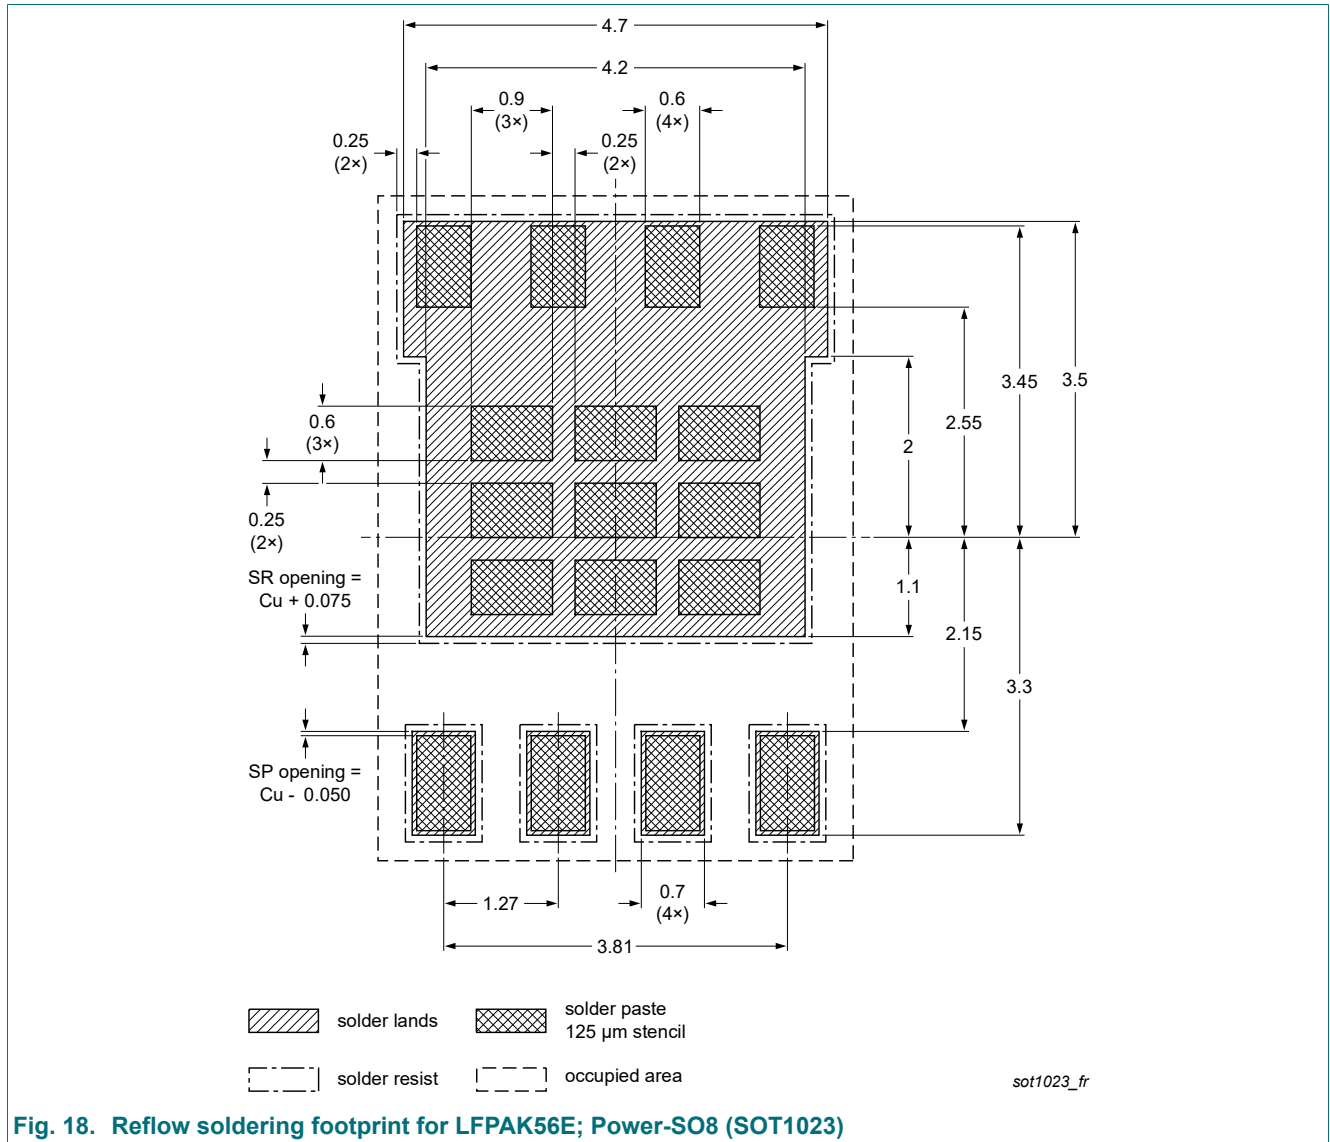 4.7
4.2
0.9
(3×)
0.6
(4×)
0.25
(2×)
0.25
(2×)
3.45
3.5
2.55
2
0.6
(3×)
0.25
(2×)
SR opening =
Cu + 0.075
1.1
2.15
3.3
SP opening =
Cu - 0.050
1.27
0.7
(4×)
3.81
solder lands
solder paste
125 µm stencil
solder resist
occupied area
sot1023_fr
Fig. 18. Reflow soldering footprint for LFPAK56E; Power-SO8 (SOT1023)